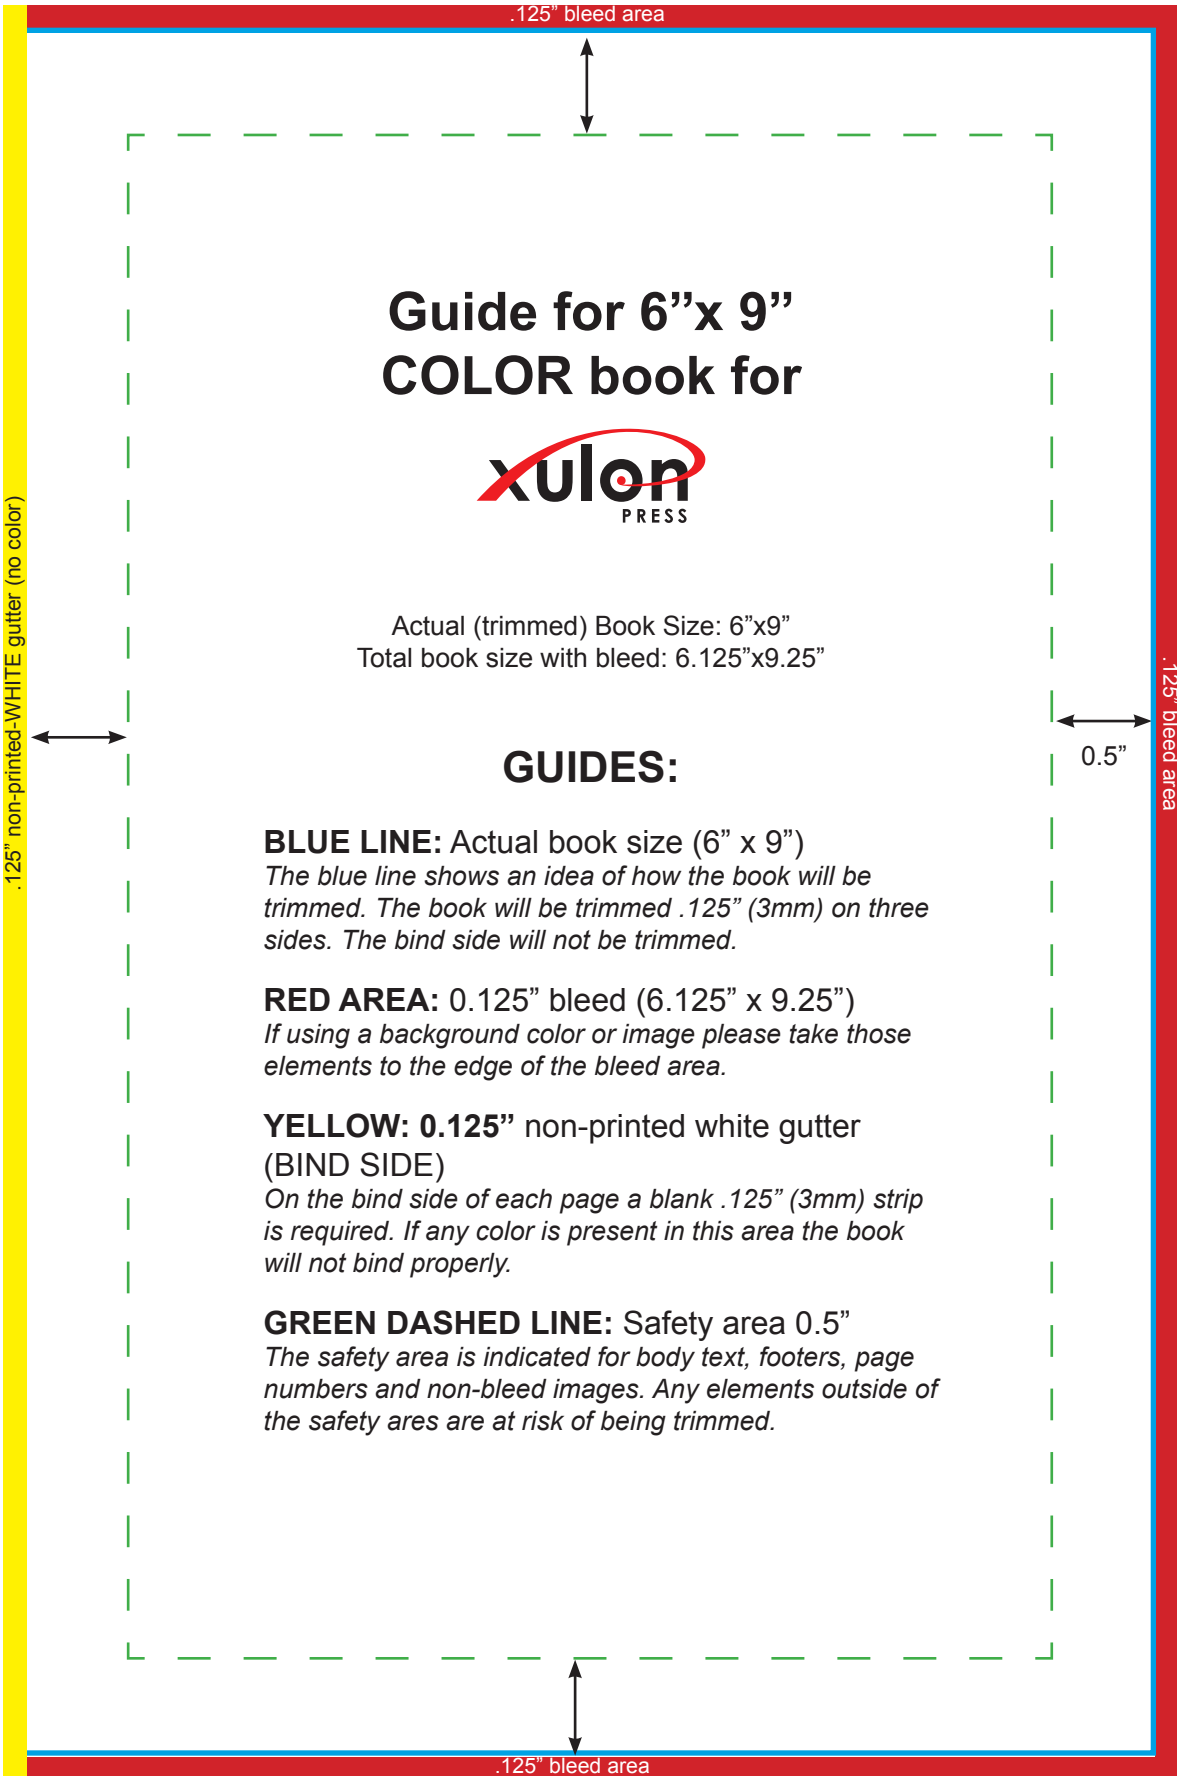 .125” bleed area
Guide for 6”x 9”
COLOR book for
xulon
PRESS
Actual (trimmed) Book Size: 6”x9”
Total book size with bleed: 6.125”x9.25”
.125” non-printed-WHITE gutter (no color)
.125” bleed area
0.5”
GUIDES:
BLUE LINE: Actual book size (6” x 9”)
The blue line shows an idea of how the book will be
trimmed. The book will be trimmed .125” (3mm) on three
sides. The bind side will not be trimmed.
RED AREA: 0.125” bleed (6.125” x 9.25”)
If using a background color or image please take those
elements to the edge of the bleed area.
YELLOW: 0.125” non-printed white gutter
(BIND SIDE)
On the bind side of each page a blank .125” (3mm) strip
is required. If any color is present in this area the book
will not bind properly.
GREEN DASHED LINE: Safety area 0.5”
The safety area is indicated for body text, footers, page
numbers and non-bleed images. Any elements outside of
the safety ares are at risk of being trimmed.
.125” bleed area